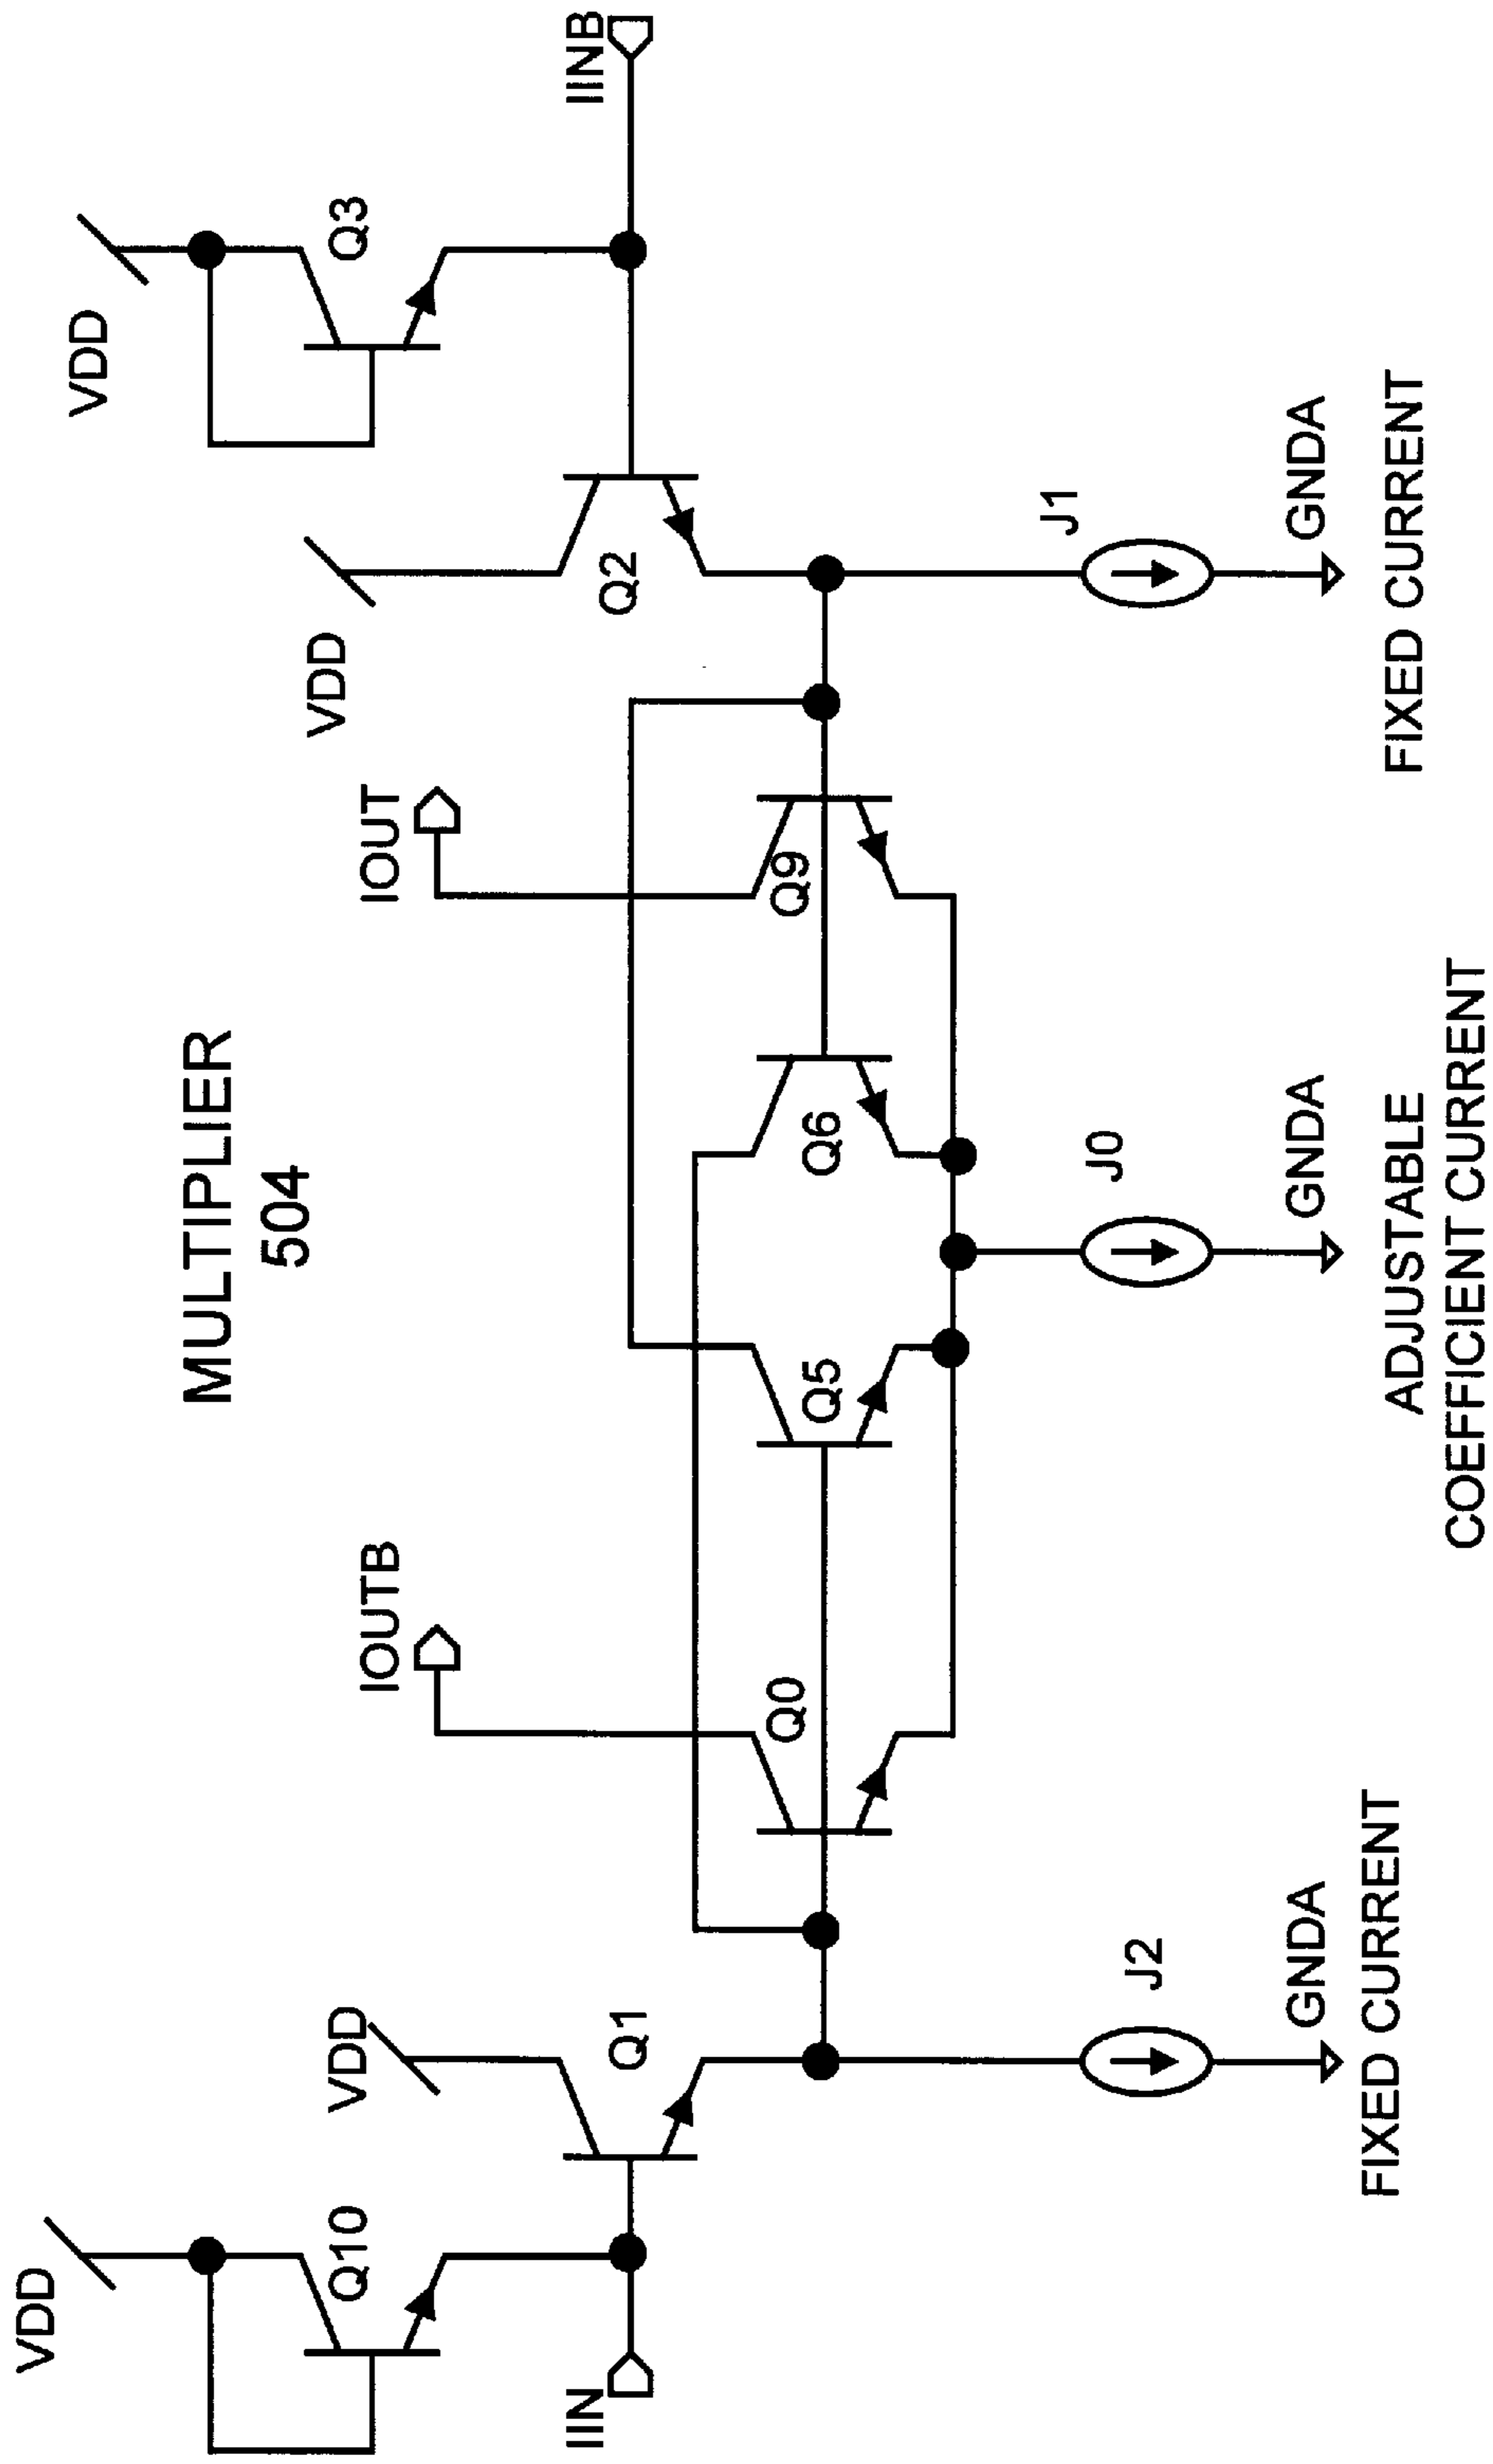 MULTIPLIER
504
VDD
Q10
IIN
VDD
Q1
IOUTB
Q0
Q5
Q6
IOUT
Q9
VDD
Q2
VDD
Q3
IINB
J2
GNDA
FIXED CURRENT
J0
GNDA
ADJUSTABLE
COEFFICIENT CURRENT
J1
GNDA
FIXED CURRENT